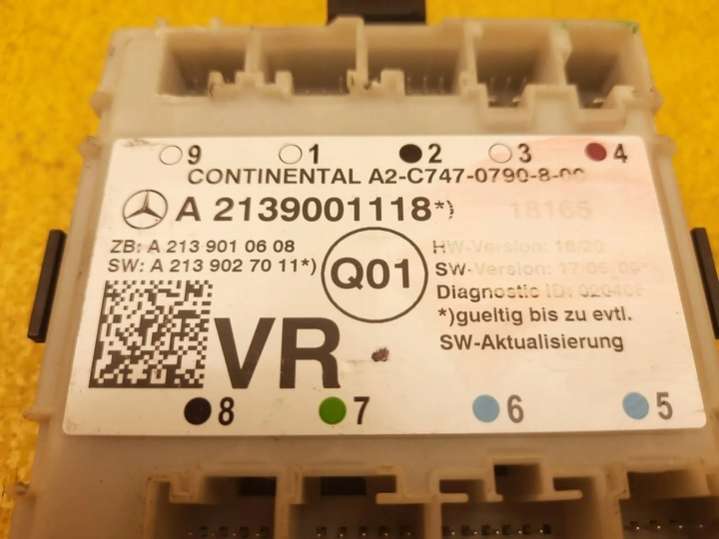 9 1 2 3 4
CONTINENTAL A2-C747-0790-8-00
A 2139001118*) 18165
ZB: A 213 901 06 08
SW: A 213 902 70 11*)
Q01
HW-Version: 16/20
SW-Version: 17/05,
Diagnostic ID:
*)gueltig bis zu evtl.
SW-Aktualisierung
VR
8 7 6 5